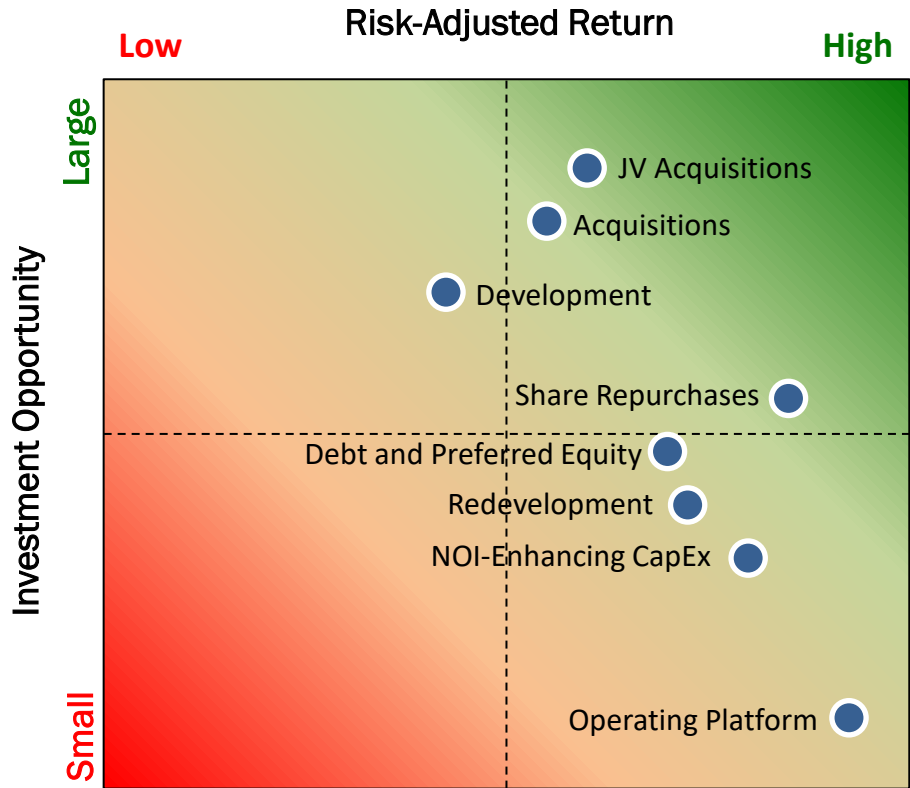 Risk-Adjusted Return
Low
High
Large
Investment Opportunity
Small
JV Acquisitions
Acquisitions
Development
Share Repurchases
Debt and Preferred Equity
Redevelopment
NOI-Enhancing CapEx
Operating Platform